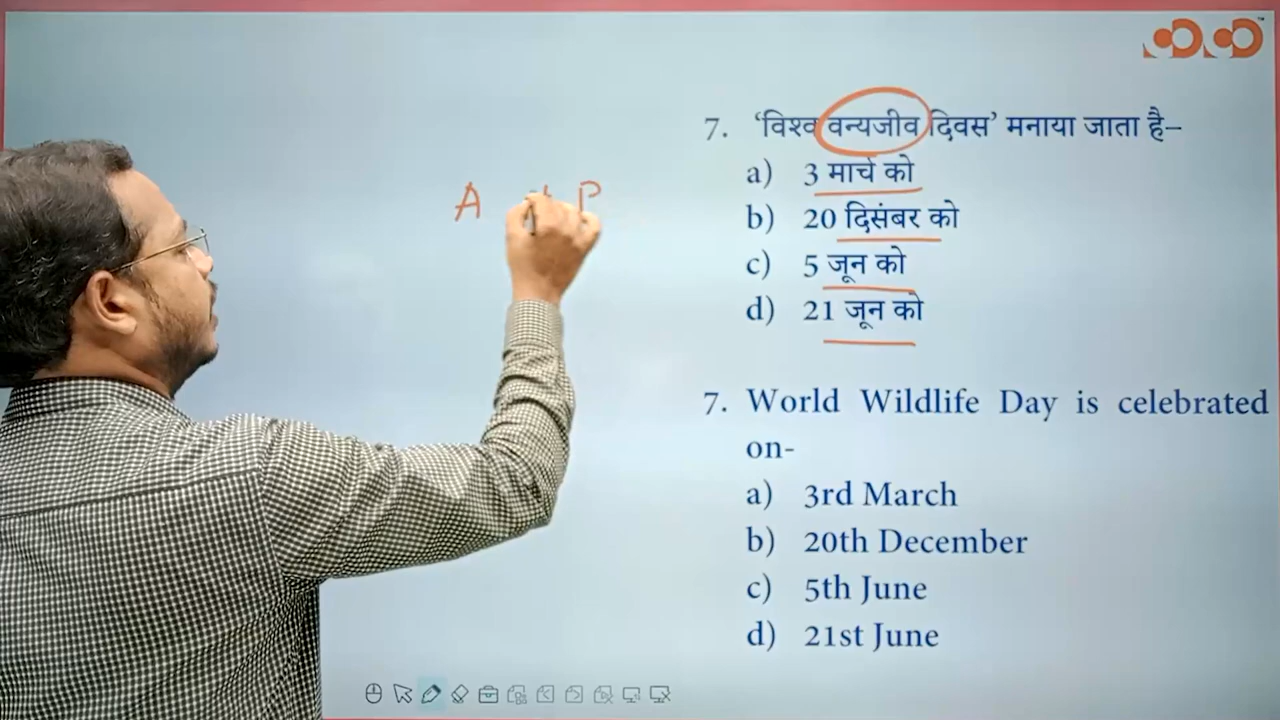 7. ‘विश्व वन्यजीव दिवस’ मनाया जाता है–
a) 3 मार्च को
b) 20 दिसंबर को
c) 5 जून को
d) 21 जून को
A P
7. World Wildlife Day is celebrated
on-
a) 3rd March
b) 20th December
c) 5th June
d) 21st June